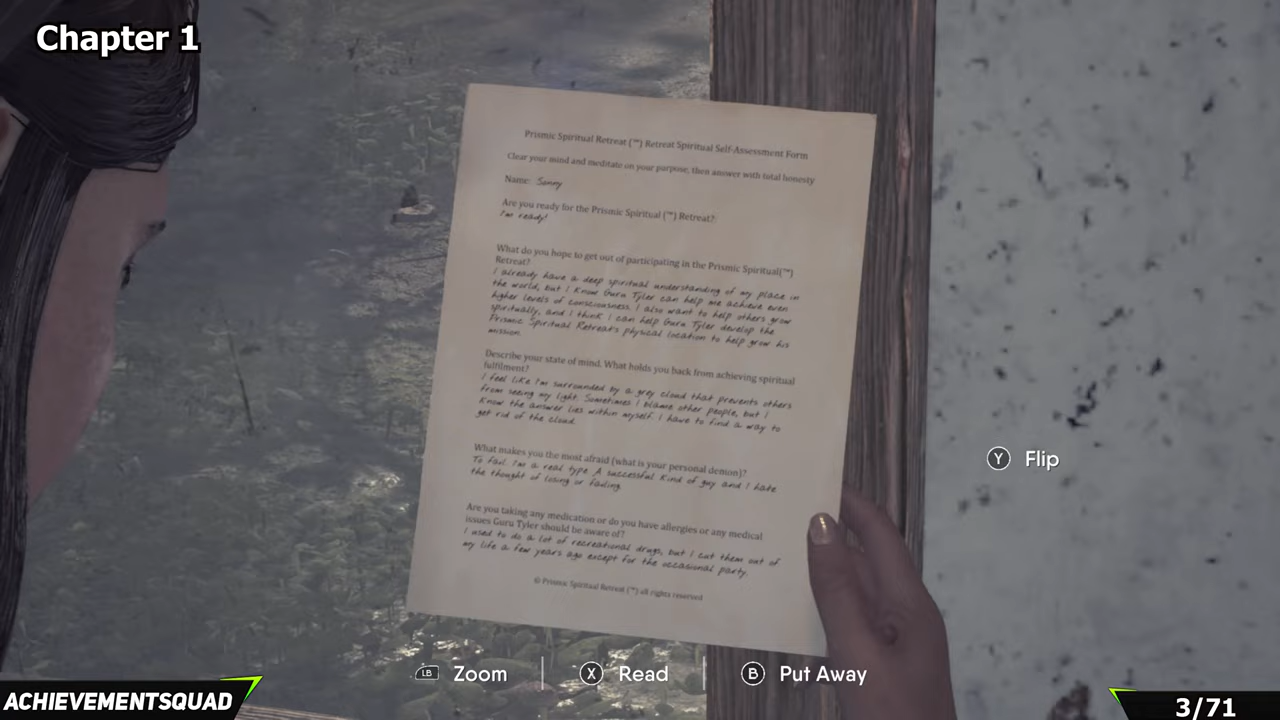 Chapter 1
Prismic Spiritual Retreat (™) Retreat Spiritual Self-Assessment Form
Clear your mind and meditate on your purpose, then answer with total honesty
Name: Sonny
Are you ready for the Prismic Spiritual (™) Retreat?
I'm ready!
What do you hope to get out of participating in the Prismic Spiritual(™)
Retreat?
I already have a deep spiritual understanding of my place in
the world, but I know Guru Tyler can help me achieve even
higher levels of consciousness. I also want to help others grow
spiritually, and I think I can help Guru Tyler develop the
Prismic Spiritual Retreat's physical location to help grow his
mission.
Describe your state of mind. What holds you back from achieving spiritual
fulfilment?
I feel like I'm surrounded by a grey cloud that prevents others
from seeing my light. Sometimes I blame other people, but I
know the answer lies within myself. I have to find a way to
get rid of the cloud.
What makes you the most afraid (what is your personal demon)?
To fail. I'm a real type A successful kind of guy and I hate
the thought of losing or failing.
Are you taking any medication or do you have allergies or any medical
issues Guru Tyler should be aware of?
I used to do a lot of recreational drugs, but I cut them out of
my life a few years ago except for the occasional party.
© Prismic Spiritual Retreat (™) all rights reserved
Y Flip
LB Zoom
X Read
B Put Away
ACHIEVEMENTSQUAD
3/71